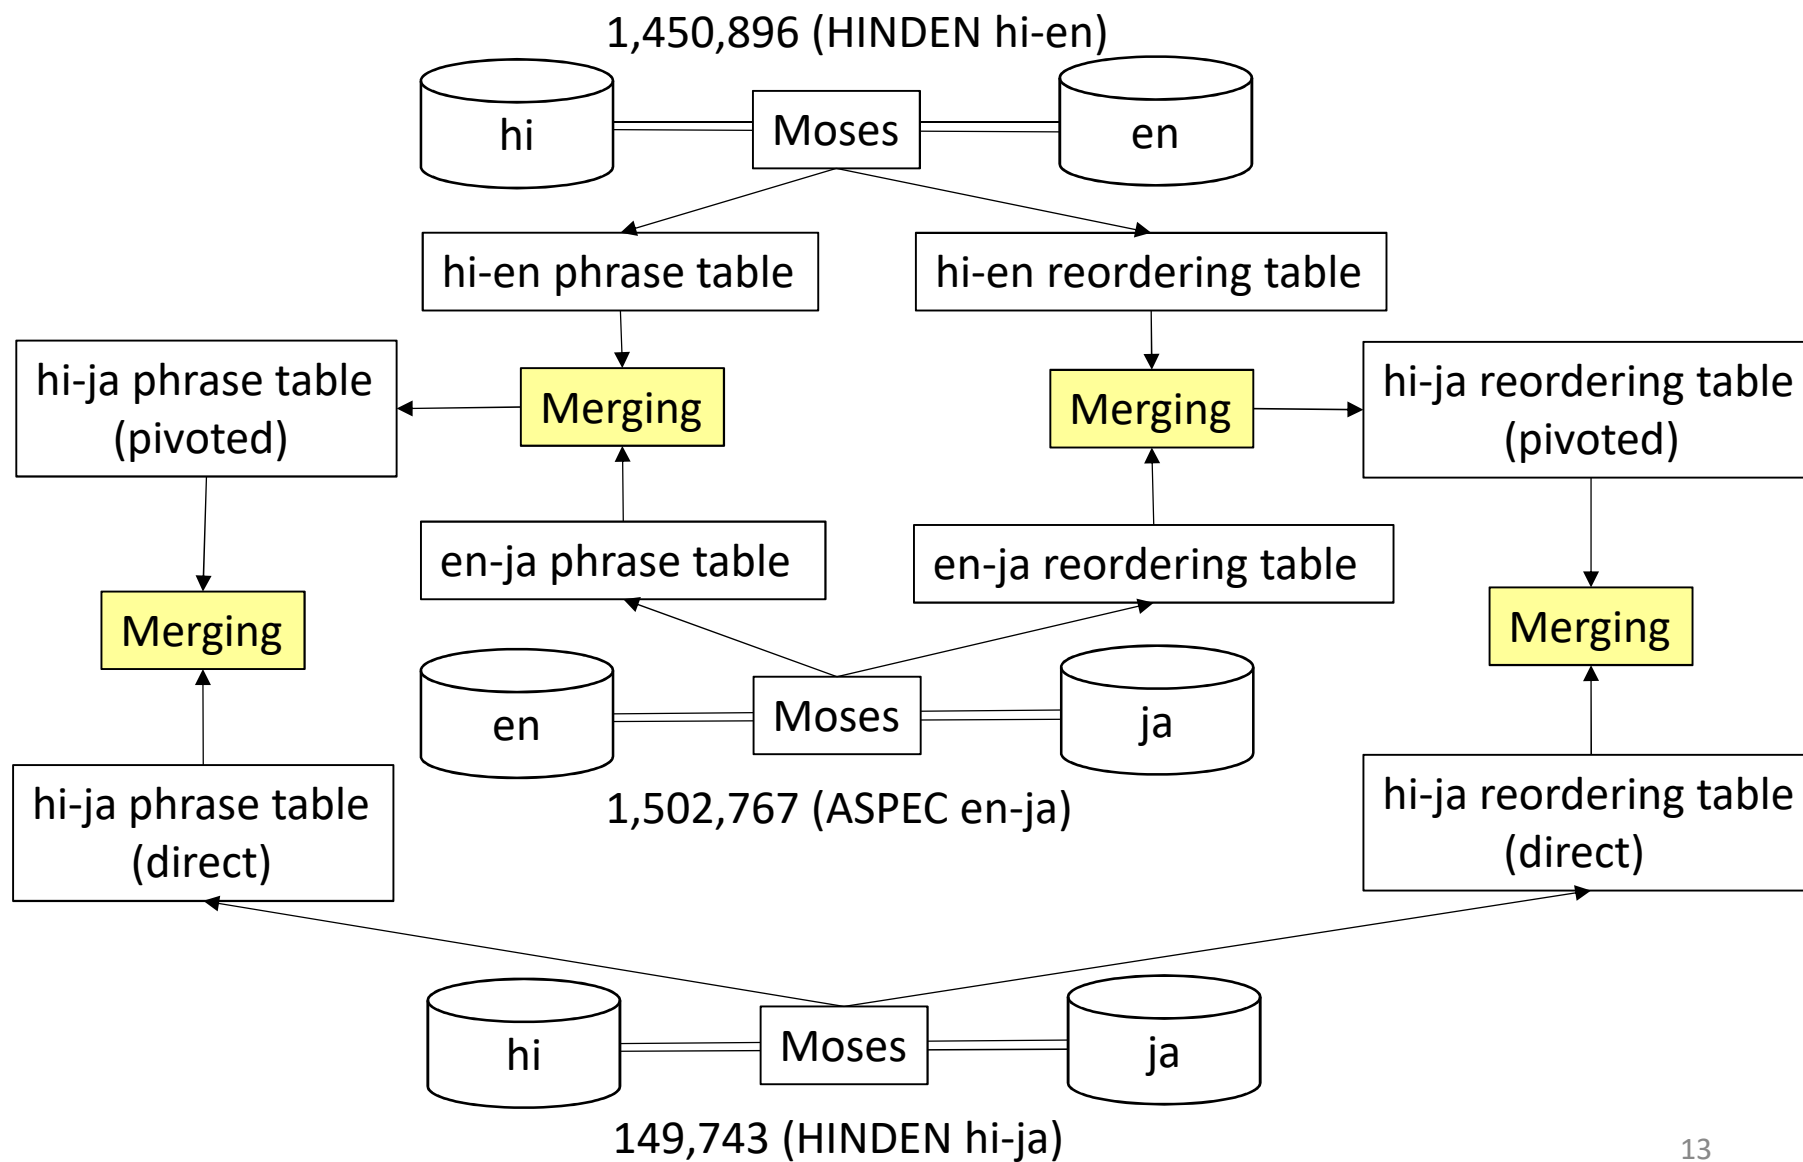 1,450,896 (HINDEN hi-en)
hi
Moses
en
hi-en phrase table
hi-en reordering table
hi-ja phrase table
(pivoted)
Merging
Merging
hi-ja reordering table
(pivoted)
en-ja phrase table
en-ja reordering table
Merging
Merging
en
Moses
ja
hi-ja phrase table
(direct)
1,502,767 (ASPEC en-ja)
hi-ja reordering table
(direct)
hi
Moses
ja
149,743 (HINDEN hi-ja)
13